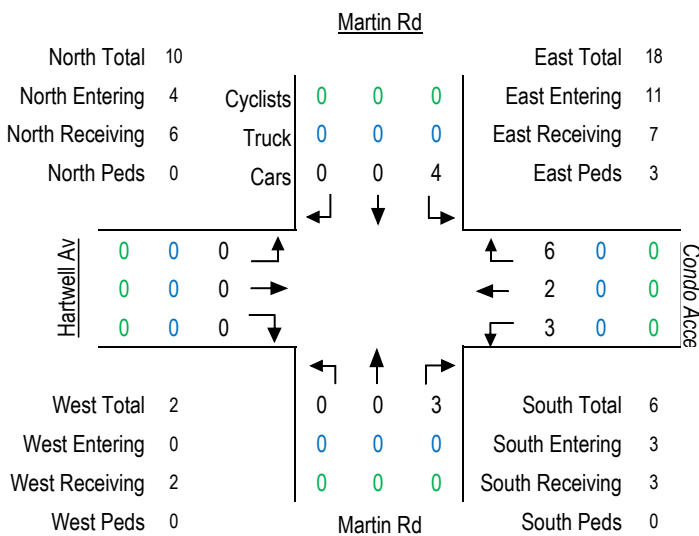 Martin Rd
North Total 10
East Total 18
North Entering 4
Cyclists 0 0 0
East Entering 11
North Receiving 6
Truck 0 0 0
East Receiving 7
North Peds 0
Cars 0 0 4
East Peds 3
Hartwell Av
0 0 0
0 0 0
0 0 0
6 0 0
2 0 0
3 0 0
Condo Acce
West Total 2
0 0 3
South Total 6
West Entering 0
0 0 0
South Entering 3
West Receiving 2
0 0 0
South Receiving 3
West Peds 0
Martin Rd
South Peds 0